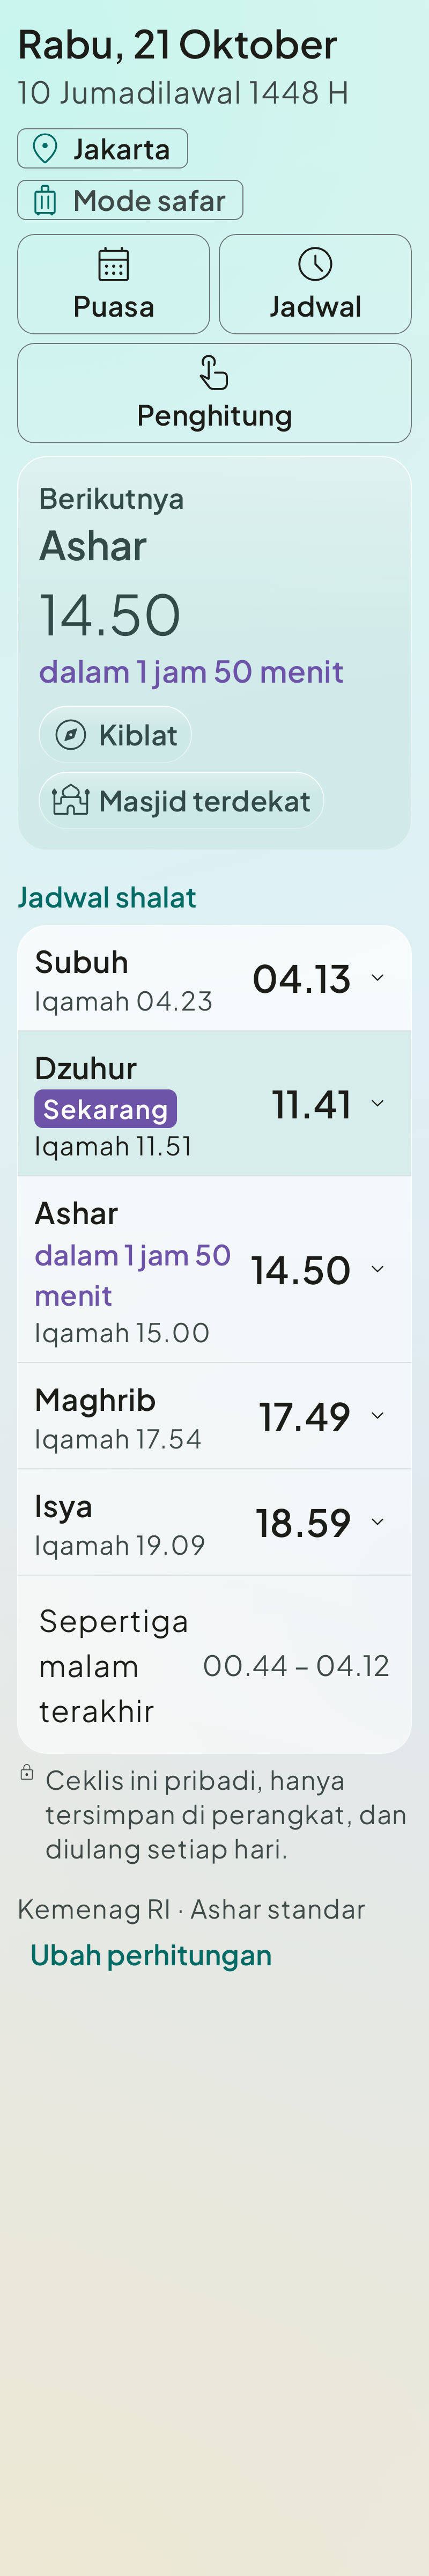 Rabu, 21 Oktober
10 Jumadilawal 1448 H
Jakarta
Mode safar
Puasa
Jadwal
Penghitung
Berikutnya
Ashar
14.50
dalam 1 jam 50 menit
Kiblat
Masjid terdekat
Jadwal shalat
Subuh
Iqamah 04.23
04.13
Dzuhur
Sekarang
Iqamah 11.51
11.41
Ashar
dalam 1 jam 50
menit
Iqamah 15.00
14.50
Maghrib
Iqamah 17.54
17.49
Isya
Iqamah 19.09
18.59
Sepertiga
malam
terakhir
00.44 – 04.12
Ceklis ini pribadi, hanya
tersimpan di perangkat, dan
diulang setiap hari.
Kemenag RI · Ashar standar
Ubah perhitungan